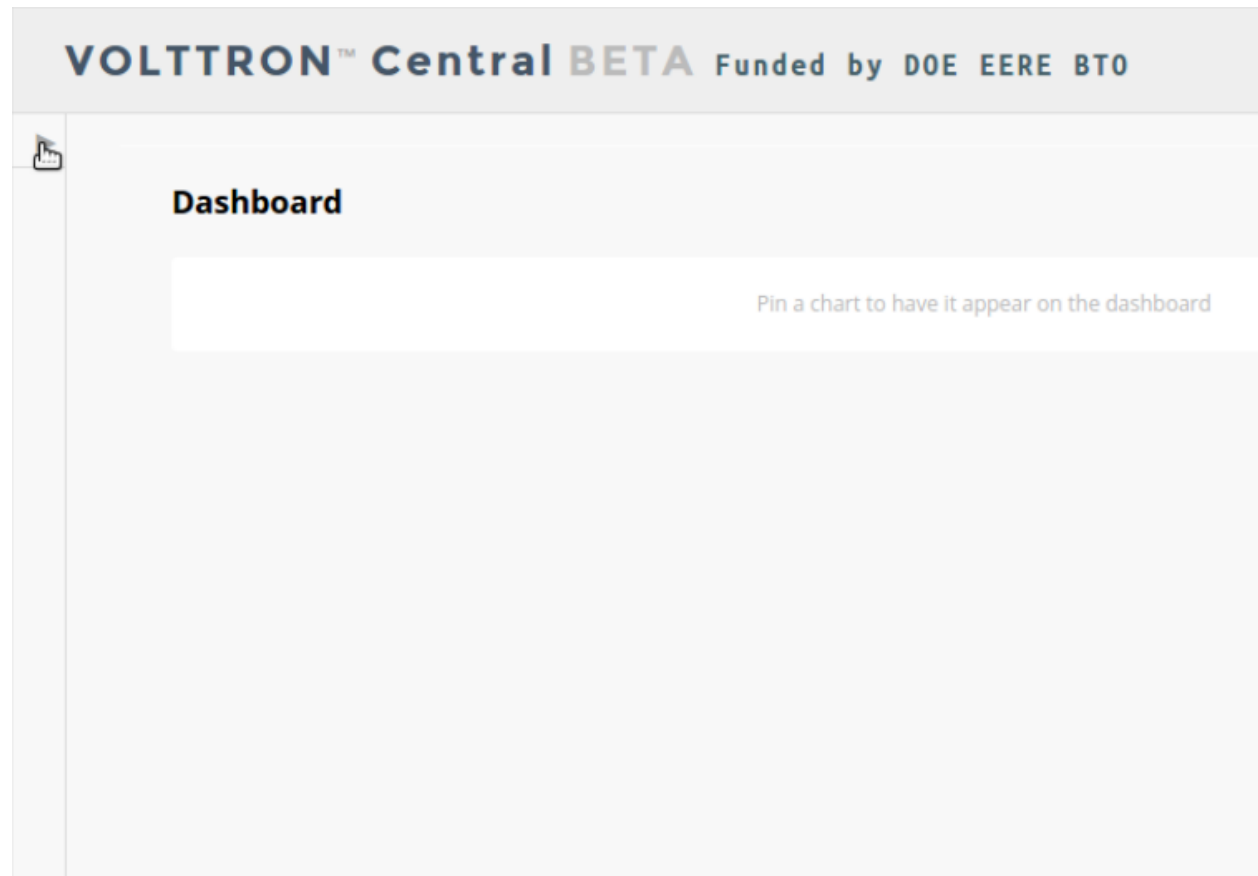 VOLTTRON™ Central BETA Funded by DOE EERE BTO
Dashboard
Pin a chart to have it appear on the dashboard